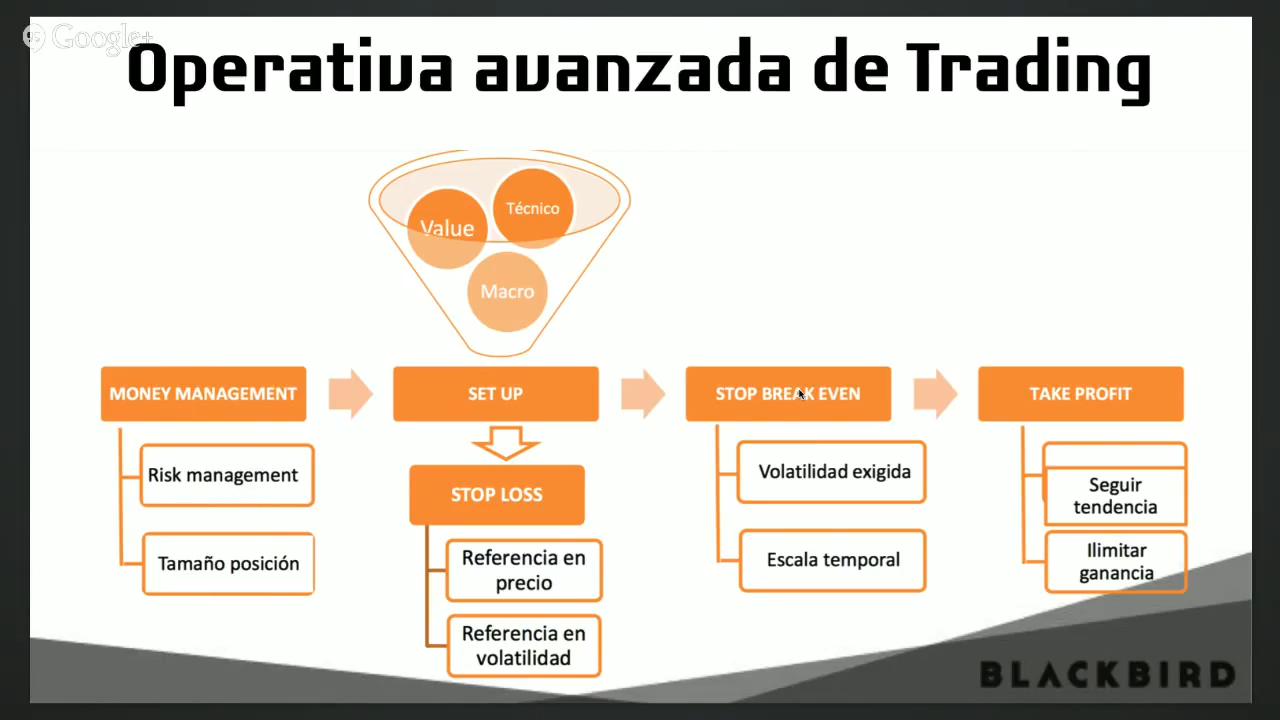 Google+
Operativa avanzada de Trading
Técnico
Value
Macro
MONEY MANAGEMENT
SET UP
STOP BREAK EVEN
TAKE PROFIT
Risk management
Tamaño posición
STOP LOSS
Referencia en
precio
Referencia en
volatilidad
Volatilidad exigida
Escala temporal
Seguir
tendencia
Ilimitar
ganancia
BLACKBIRD